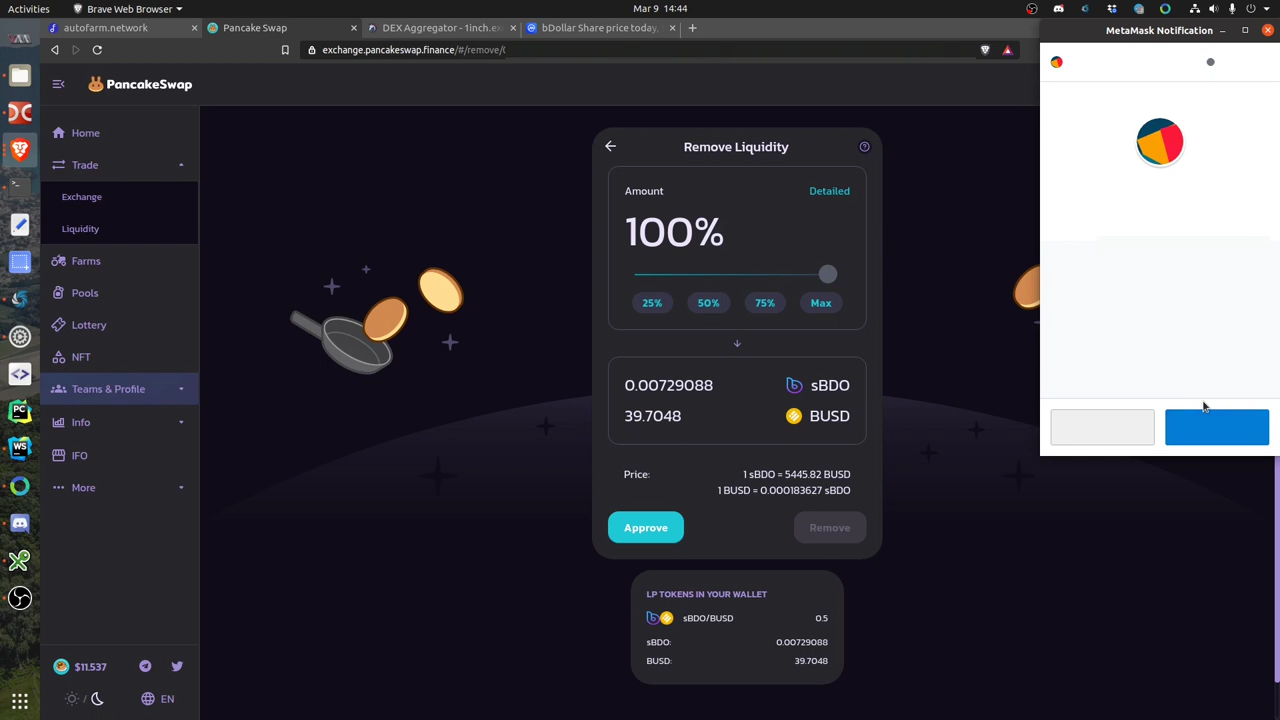 Activities
Brave Web Browser
Mar 9 14:44
autofarm.network
Pancake Swap
DEX Aggregator - 1inch.ex
bDollar Share price today,
exchange.pancakeswap.finance/#/remove/
MetaMask Notification
PancakeSwap
Home
Trade
Exchange
Liquidity
Farms
Pools
Lottery
NFT
Teams & Profile
Info
IFO
More
$11.537
EN
Remove Liquidity
Amount
Detailed
100%
25%
50%
75%
Max
0.00729088
sBDO
39.7048
BUSD
Price:
1 sBDO = 5445.82 BUSD
1 BUSD = 0.000183627 sBDO
Approve
Remove
LP TOKENS IN YOUR WALLET
sBDO/BUSD
0.5
sBDO:
0.00729088
BUSD:
39.7048